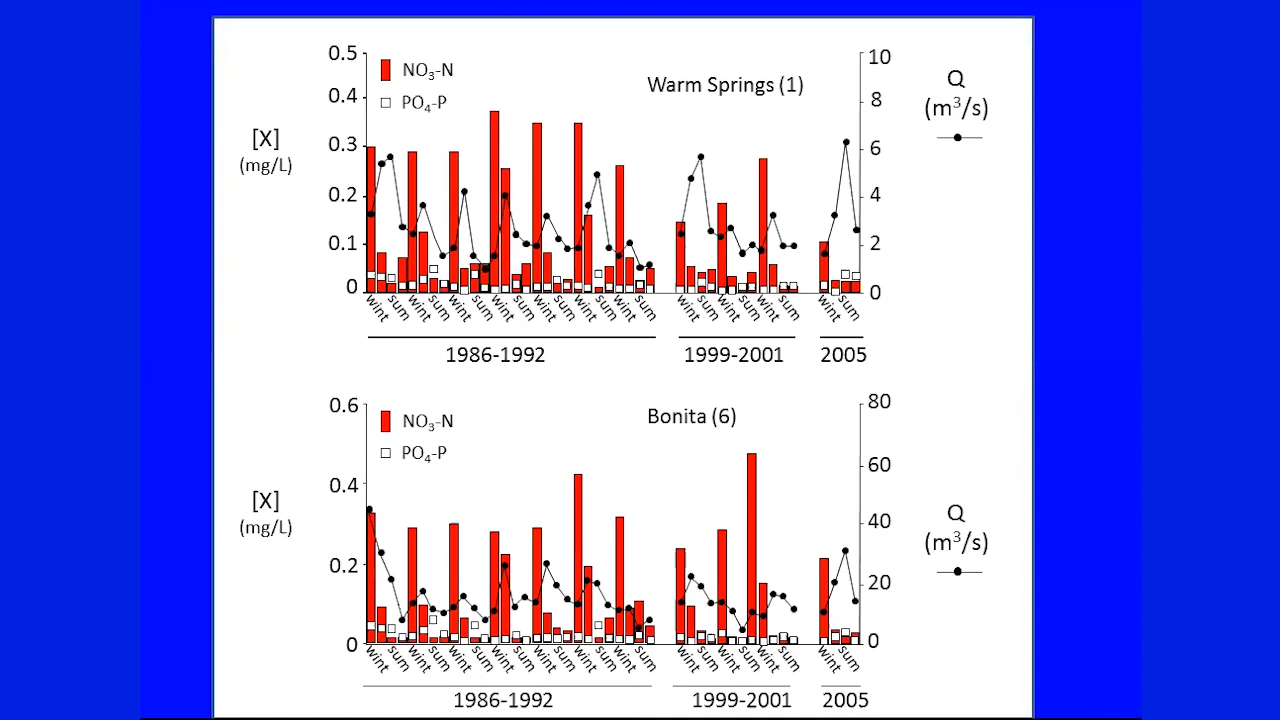 0.5
0.4
0.3
0.2
0.1
0
[X]
(mg/L)
NO₃-N
PO₄-P
Warm Springs (1)
10
8
6
4
2
0
Q
(m³/s)
wint sum wint sum wint sum wint sum wint sum wint sum wint sum
wint sum wint sum wint sum
wint sum
1986-1992
1999-2001
2005
0.6
0.4
0.2
0
[X]
(mg/L)
NO₃-N
PO₄-P
Bonita (6)
80
60
40
20
0
Q
(m³/s)
wint sum wint sum wint sum wint sum wint sum wint sum wint sum
wint sum wint sum wint sum
wint sum
1986-1992
1999-2001
2005